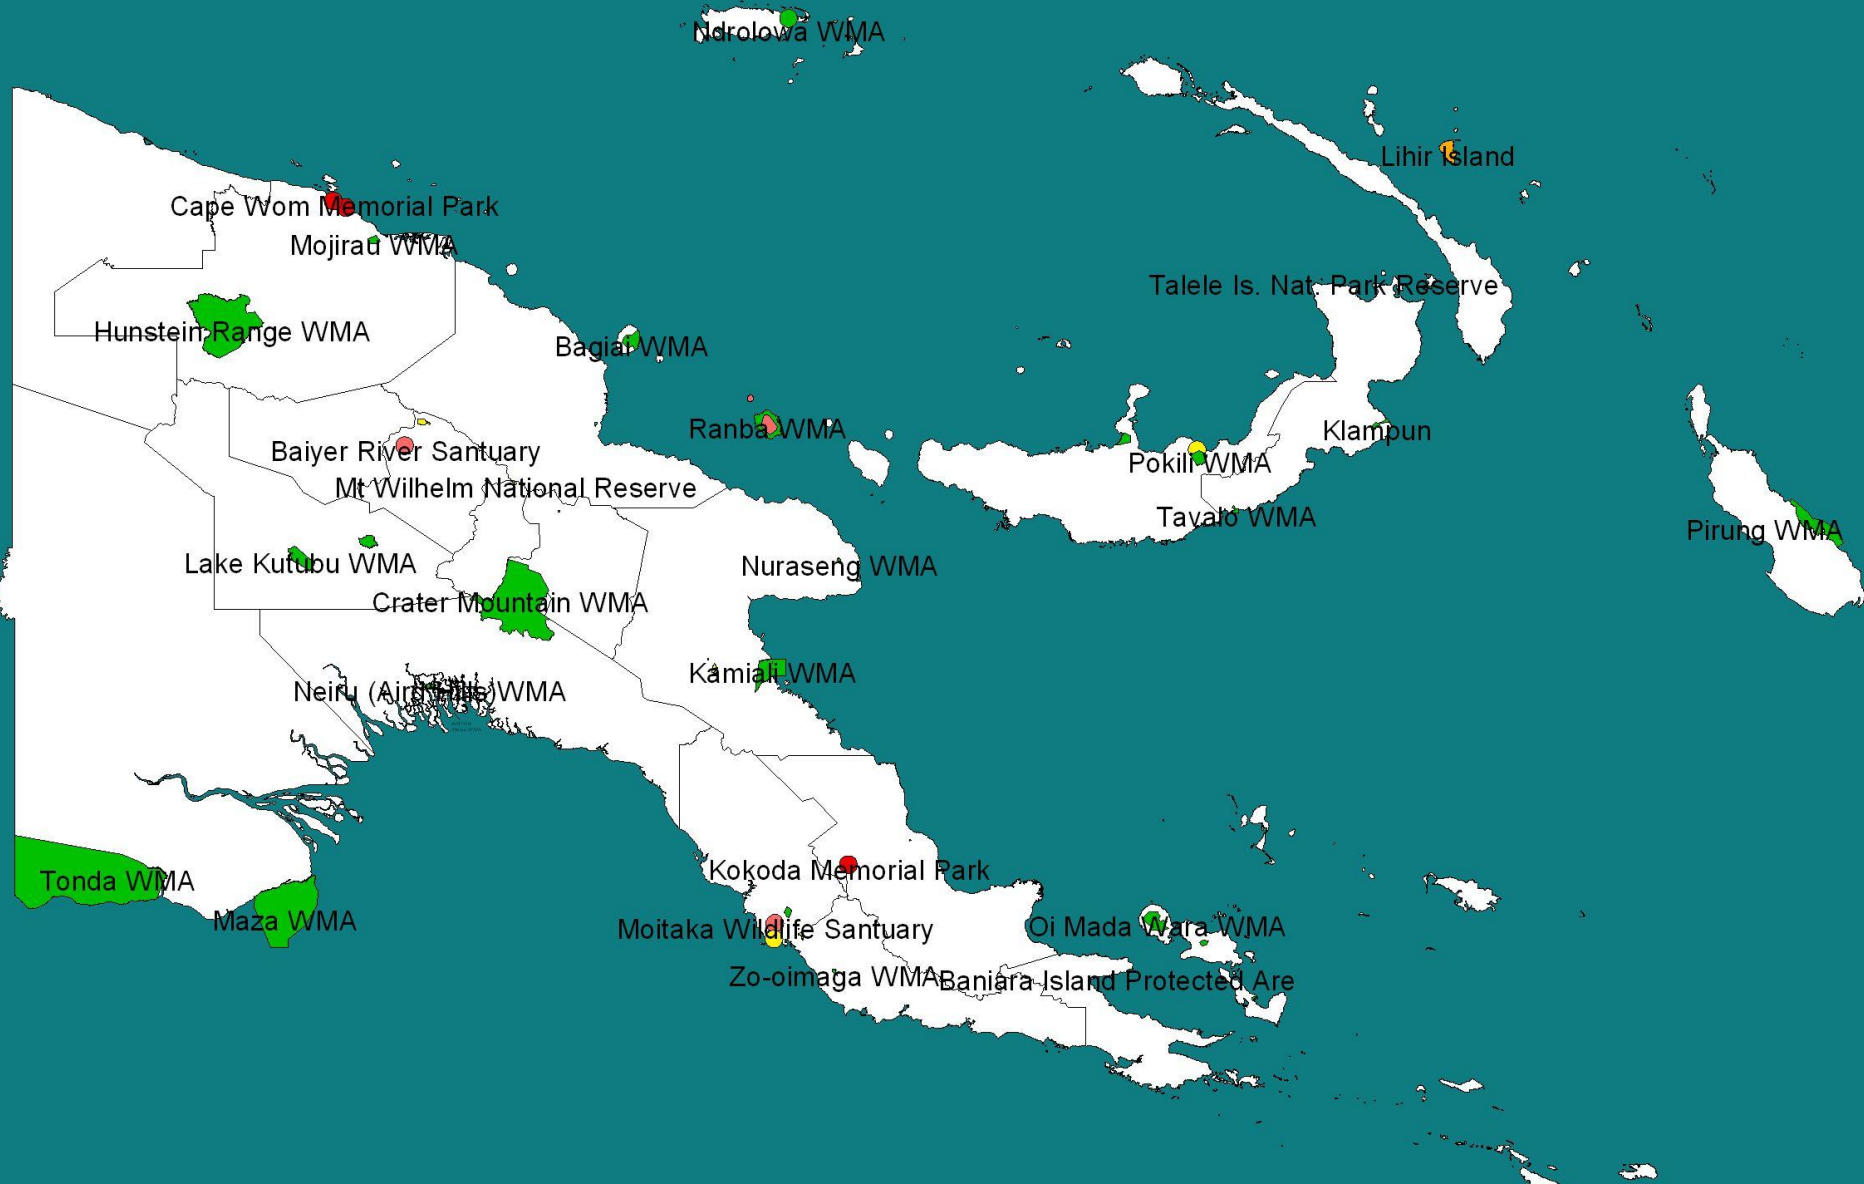 Ndrolowa WMA
Lihir Island
Cape Wom Memorial Park
Mojirau WMA
Talele Is. Nat. Park Reserve
Hunstein Range WMA
Bagiai WMA
Ranba WMA
Klampun
Baiyer River Santuary
Pokili WMA
Mt Wilhelm National Reserve
Tavalo WMA
Pirung WMA
Lake Kutubu WMA
Nuraseng WMA
Crater Mountain WMA
Kamiali WMA
Neiru (Aird Hills) WMA
Kokoda Memorial Park
Tonda WMA
Maza WMA
Moitaka Wildlife Santuary
Oi Mada Wara WMA
Zo-oimaga WMA
Baniara Island Protected Are